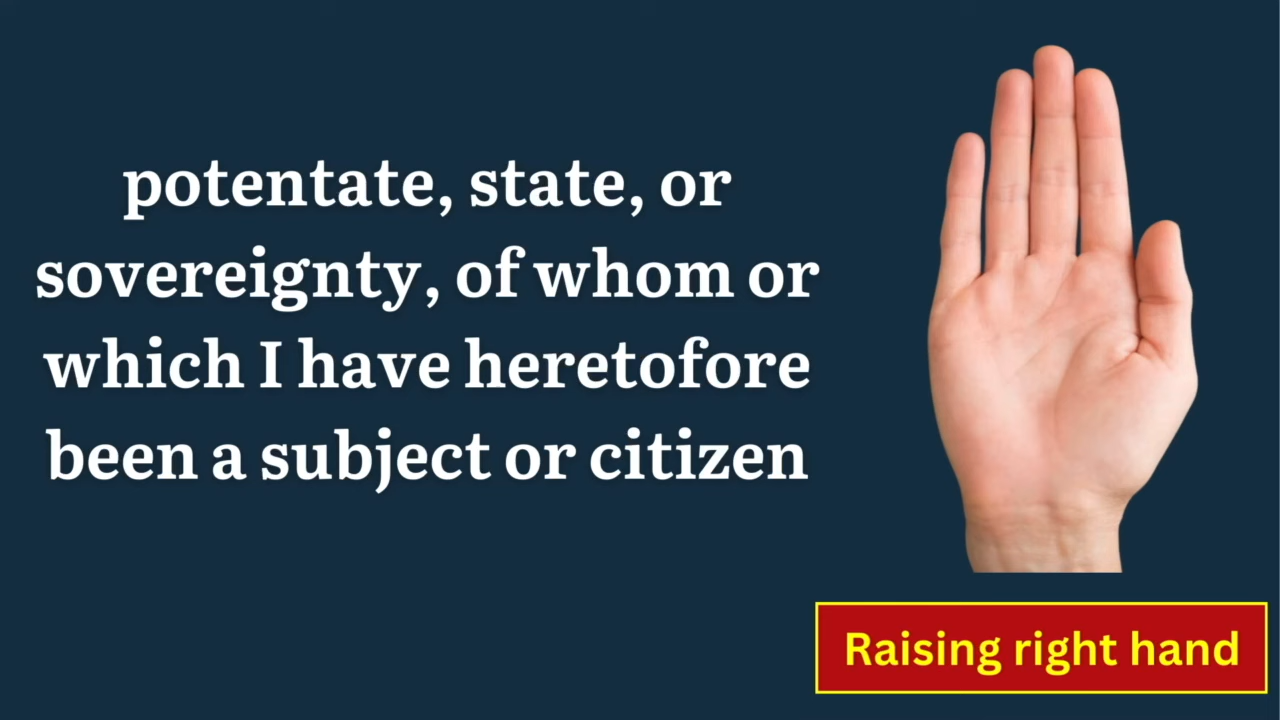 potentate, state, or
sovereignty, of whom or
which I have heretofore
been a subject or citizen
Raising right hand